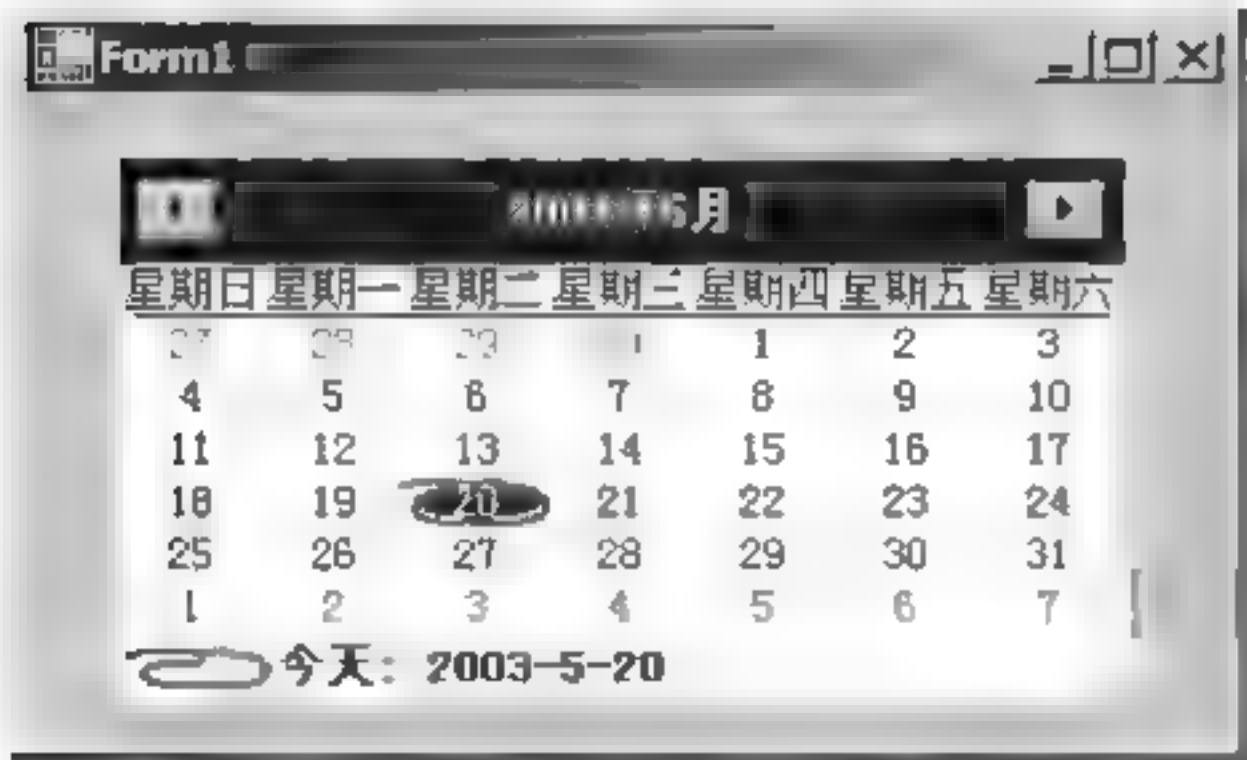 Form1
月
星期日 星期一 星期二 星期三 星期四 星期五 星期六
27 28 29 1 2 3
4 5 6 7 8 9 10
11 12 13 14 15 16 17
18 19 20 21 22 23 24
25 26 27 28 29 30 31
1 2 3 4 5 6 7
今天: 2003-5-20